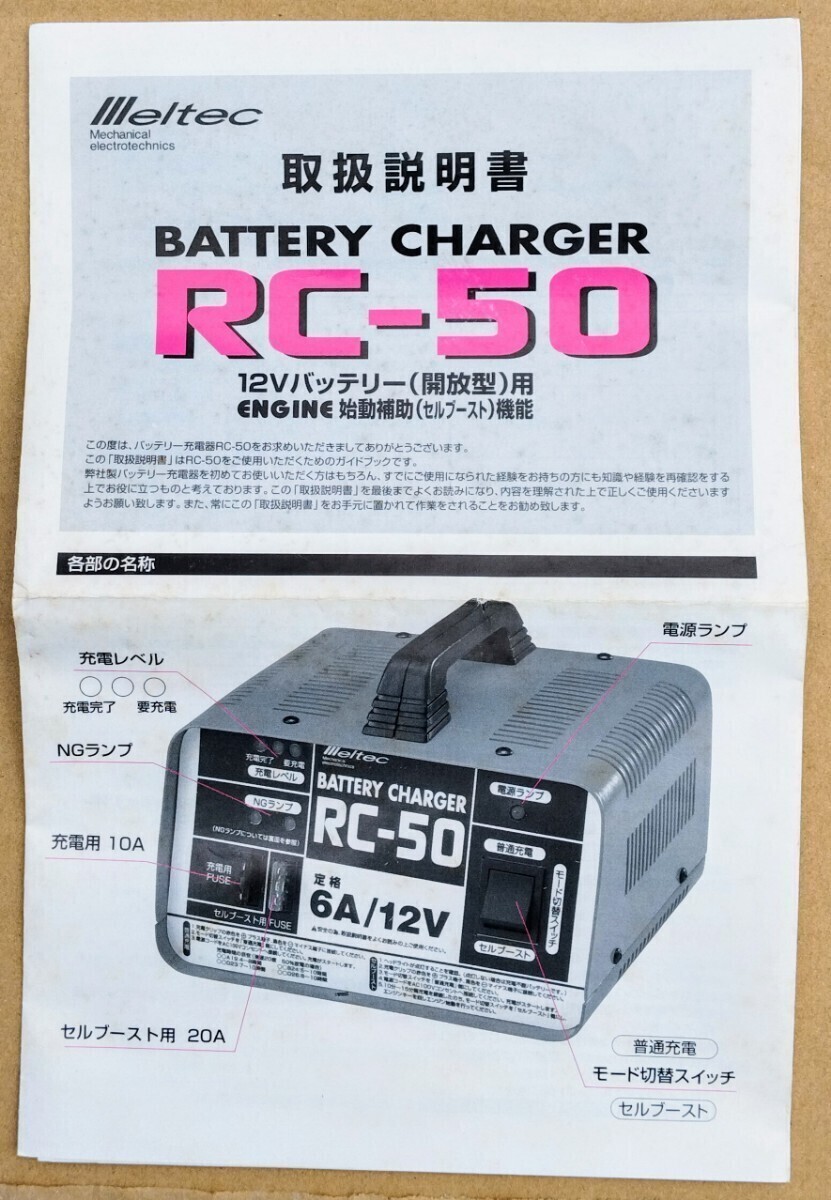 Meltec
Mechanical
electrotechnics
取扱説明書
BATTERY CHARGER
RC-50
12Vバッテリー(開放型)用
ENGINE 始動補助(セルブースト)機能
この度は、バッテリー充電器RC-50をお求めいただきましてありがとうございます。
この「取扱説明書」はRC-50をご使用いただくためのガイドブックです。
弊社製バッテリー充電器を初めてお使いいただく方はもちろん、すでにご使用になられた経験をお持ちの方にも知識や経験を再確認をする
上でお役に立つものと考えております。この「取扱説明書」を最後までよくお読みになり、内容を理解された上で正しくご使用くださいます
ようお願い致します。また、常にこの「取扱説明書」をお手元に置かれて作業をされることをお勧め致します。
各部の名称
電源ランプ
充電レベル
充電完了 要充電
NGランプ
充電用 10A
セルブースト用 20A
Meltec
Mechanical
electrotechnics
充電完了 要充電
充電レベル
NGランプ
(NGランプについては裏面を参照)
充電用
FUSE
セルブースト用 FUSE
BATTERY CHARGER
RC-50
定格
6A/12V
電源ランプ
普通充電
モード切替スイッチ
セルブースト
普通充電
モード切替スイッチ
セルブースト